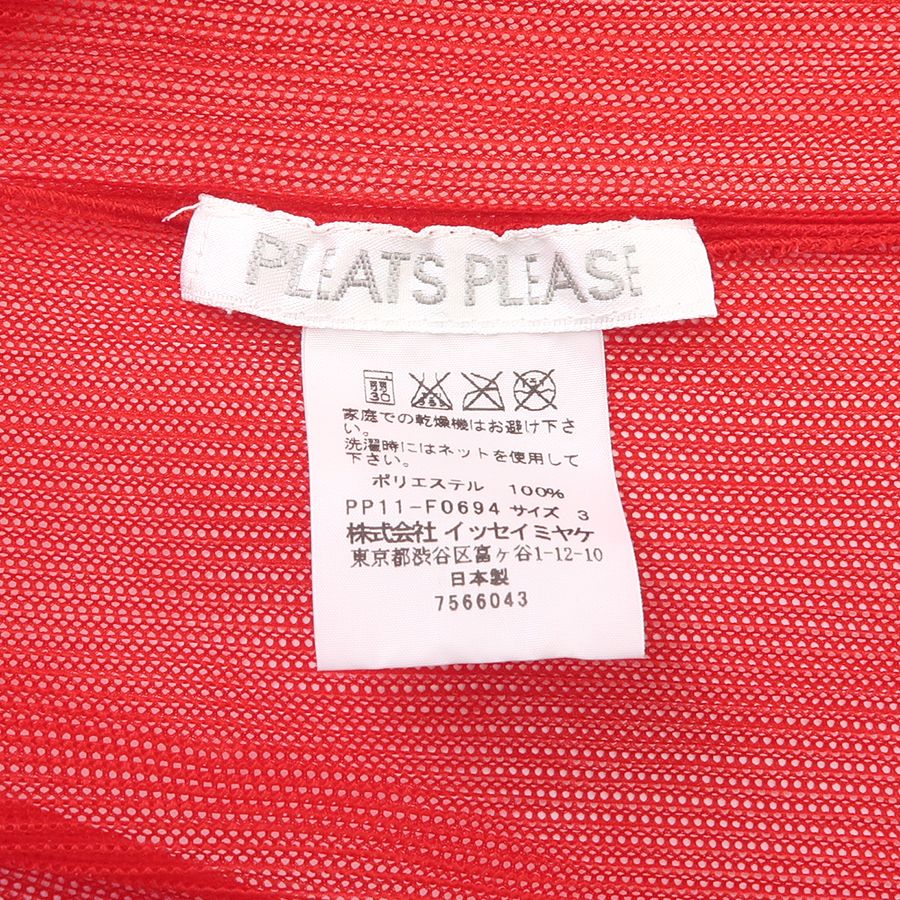 PLEATS PLEASE
家庭での乾燥機はお避け下さ
い。
洗濯時にはネットを使用して
下さい。
ポリエステル 100%
PP11-F0694 サイズ 3
株式会社 イッセイミヤケ
東京都渋谷区富ヶ谷1-12-10
日本製
7566043